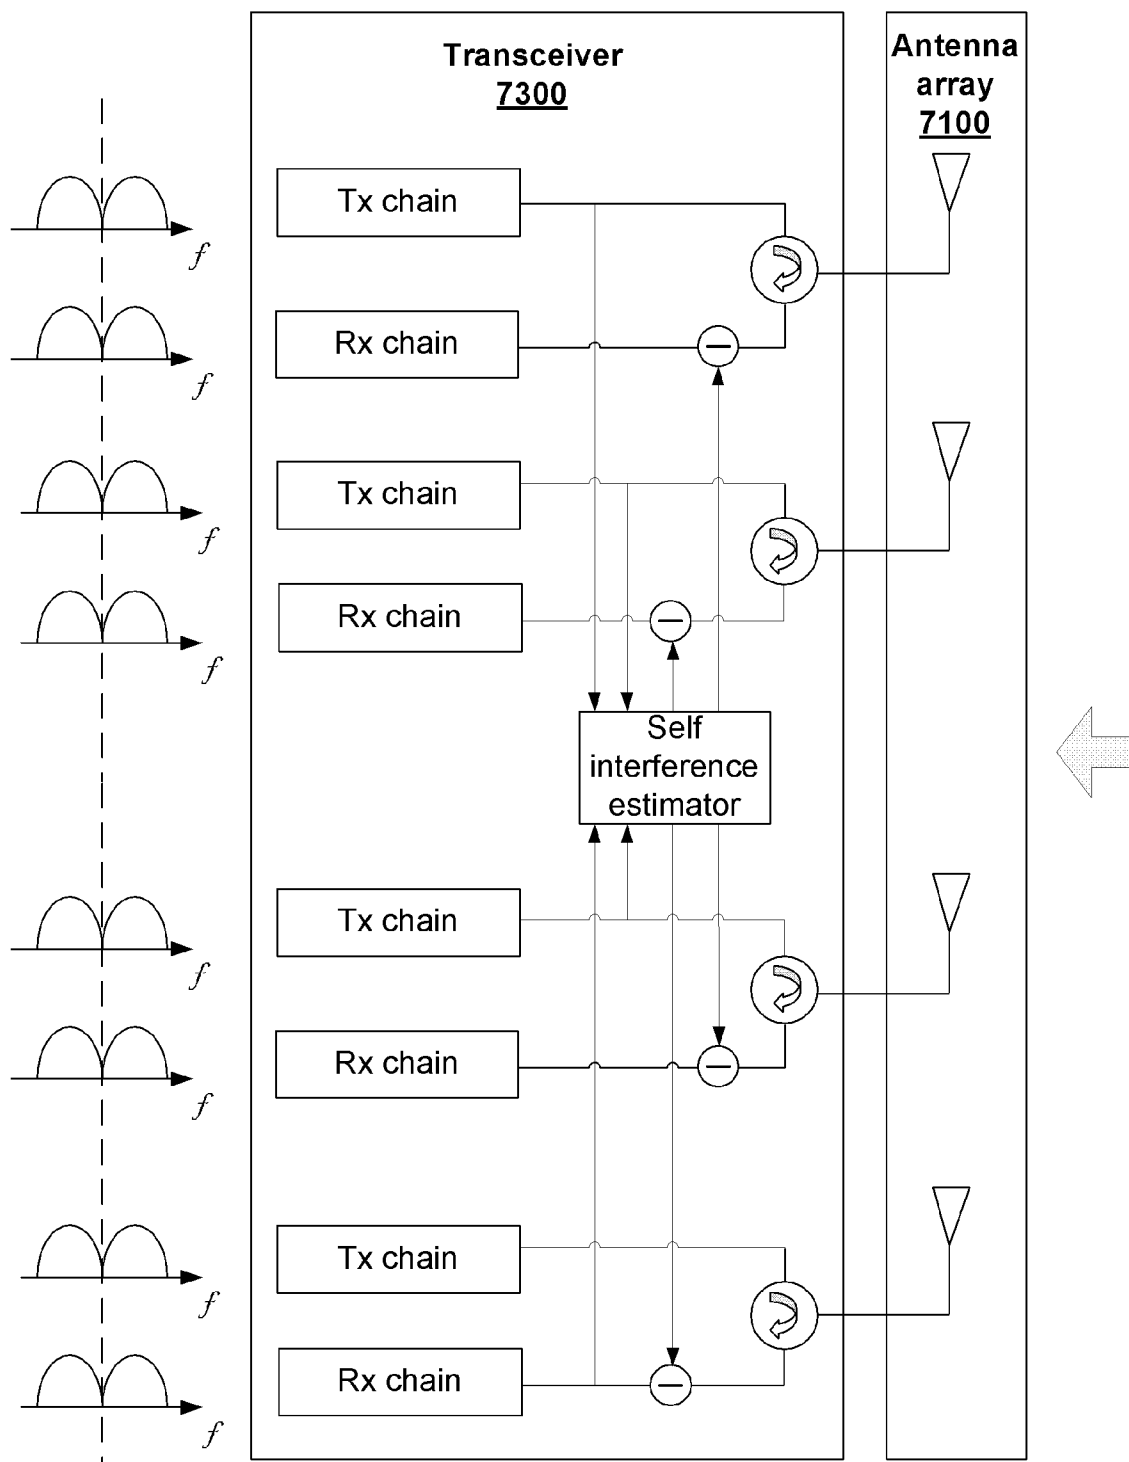 Transceiver
7300
Antenna
array
7100
Tx chain
f
Rx chain
f
Tx chain
f
Rx chain
f
Self
interference
estimator
Tx chain
f
Rx chain
f
Tx chain
f
Rx chain
f